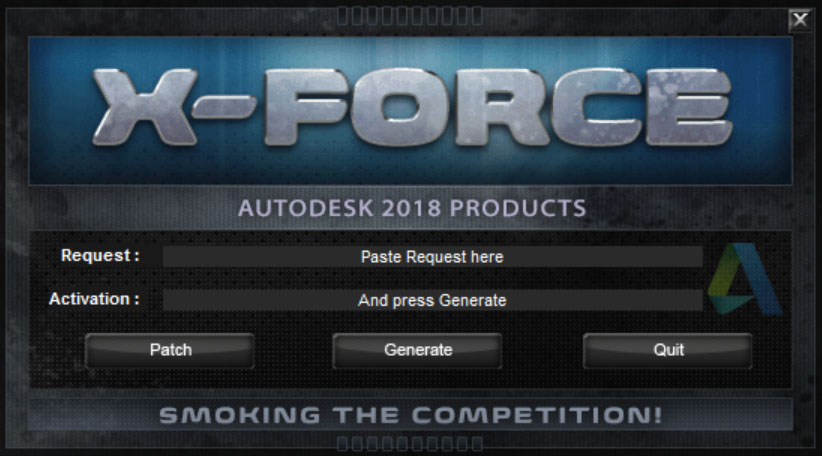 X-FORCE
AUTODESK 2018 PRODUCTS
Request : Paste Request here
Activation : And press Generate
Patch Generate Quit
SMOKING THE COMPETITION!